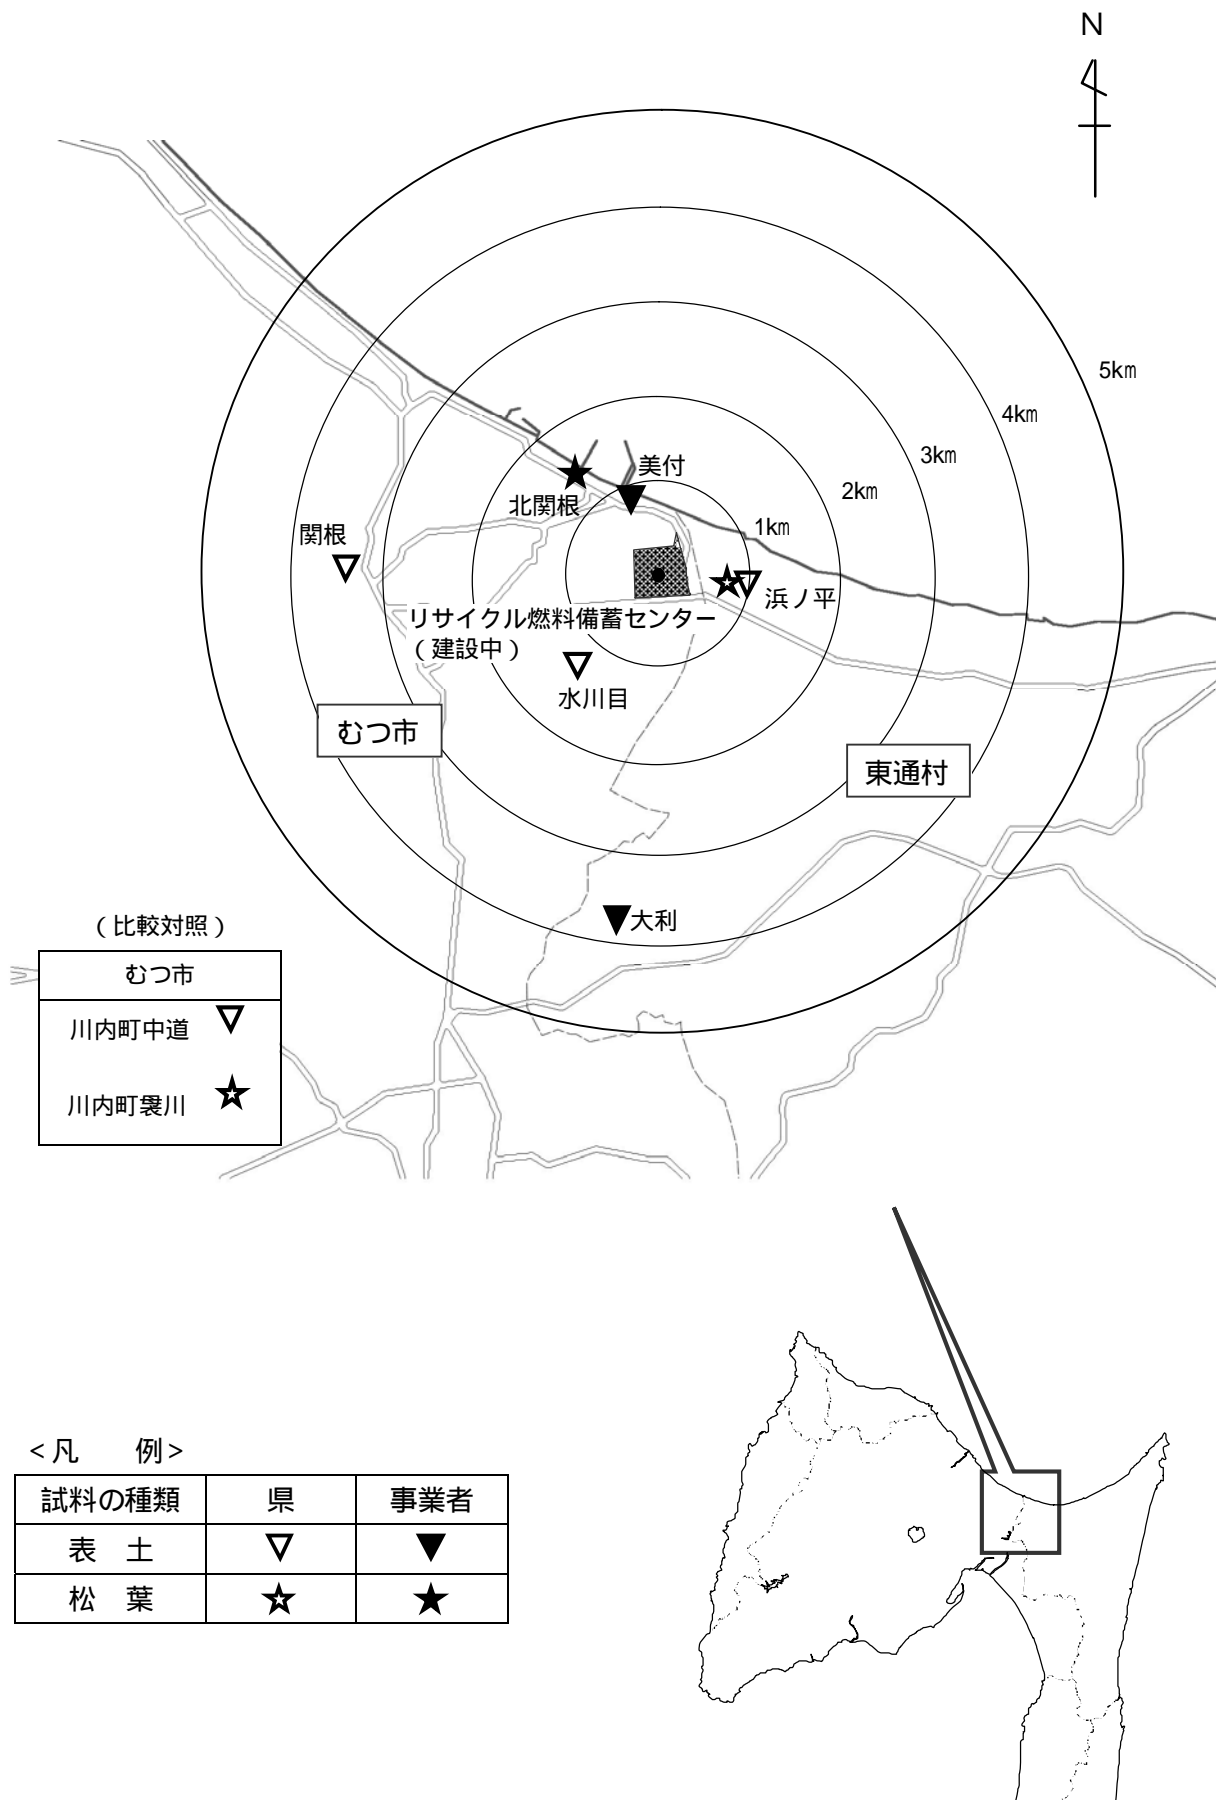 N
5km
4km
3km
2km
1km
美付
北関根
関根
浜ノ平
リサイクル燃料備蓄センター
（建設中）
水川目
むつ市
東通村
大利
（比較対照）
むつ市
川内町中道
川内町襲川
＜凡　例＞
試料の種類 県 事業者
表　土 ▽ ▼
松　葉 ☆ ★